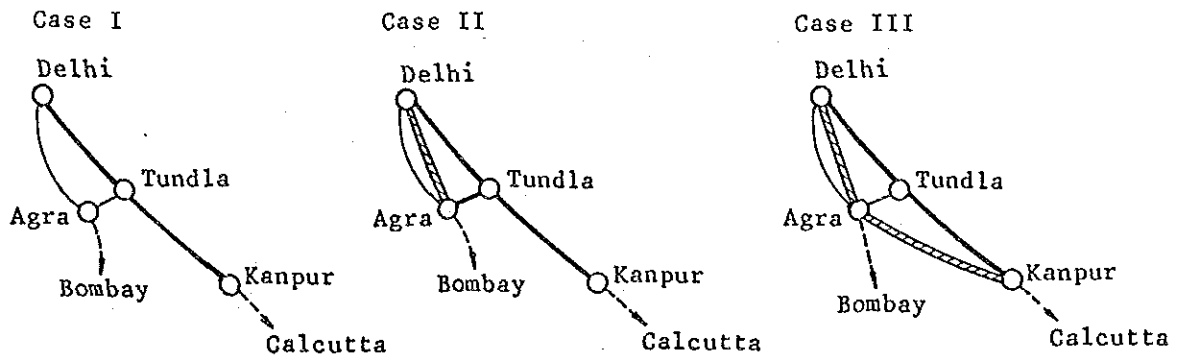 Case I
Delhi
Tundla
Agra
Bombay
Kanpur
Calcutta
Case II
Delhi
Tundla
Agra
Bombay
Kanpur
Calcutta
Case III
Delhi
Tundla
Agra
Bombay
Kanpur
Calcutta